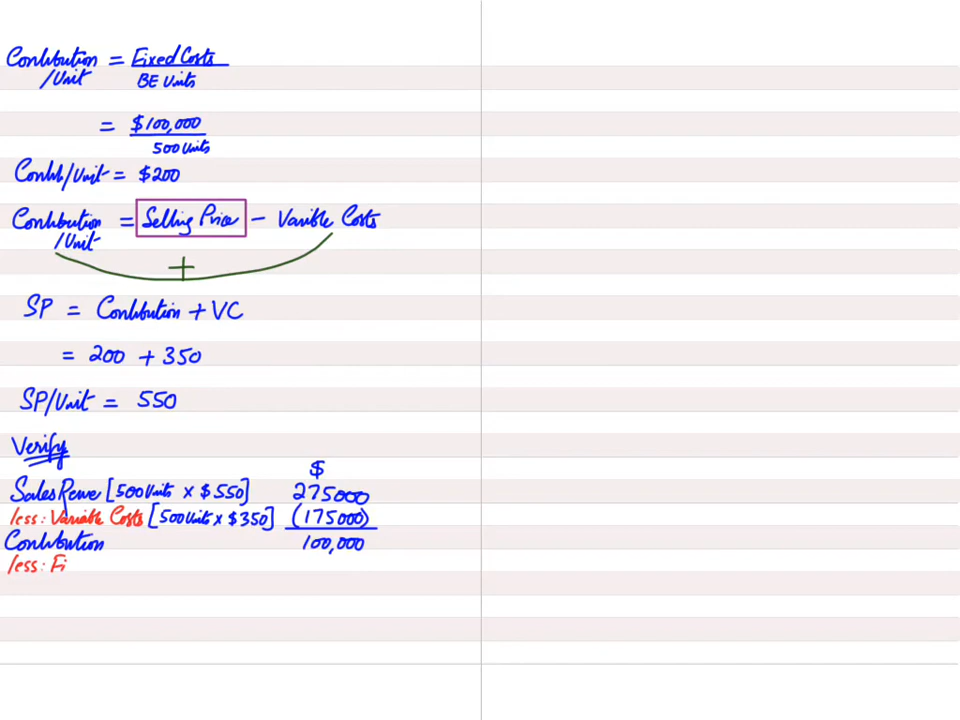 Contribution = Fixed Costs
/Unit BE Units
= $100,000
500 Units
Contrib/Unit = $200
Contribution = Selling Price - Varible Costs
/Unit
+
SP = Contribution + VC
= 200 + 350
SP/Unit = 550
Verify
$
Sales [500 Units x $550] 275000
less: Variable Costs [500 Units x $350] (175000)
Contribution 100,000
less: Fi